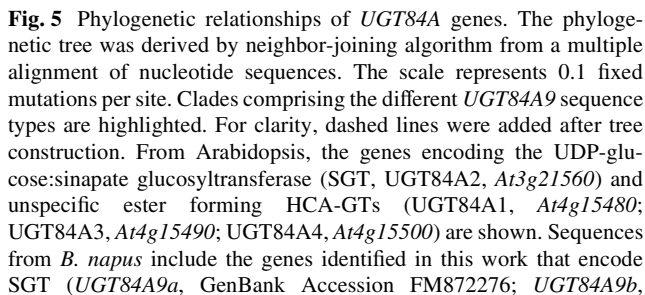 Fig. 5 Phylogenetic relationships of UGT84A genes. The phyloge-
netic tree was derived by neighbor-joining algorithm from a multiple
alignment of nucleotide sequences. The scale represents 0.1 fixed
mutations per site. Clades comprising the different UGT84A9 sequence
types are highlighted. For clarity, dashed lines were added after tree
construction. From Arabidopsis, the genes encoding the UDP-glu-
cose:sinapate glucosyltransferase (SGT, UGT84A2, At3g21560) and
unspecific ester forming HCA-GTs (UGT84A1, At4g15480;
UGT84A3, At4g15490; UGT84A4, At4g15500) are shown. Sequences
from B. napus include the genes identified in this work that encode
SGT (UGT84A9a, GenBank Accession FM872276; UGT84A9b,